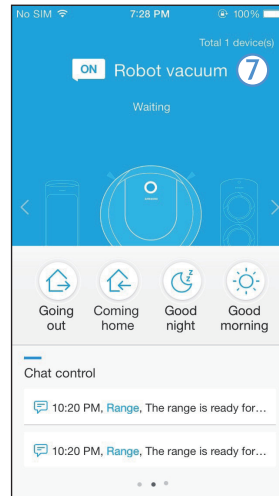 No SIM 7:28 PM 100%
Total 1 device(s)
ON Robot vacuum 7
Waiting
Going out
Coming home
Good night
Good morning
Chat control
10:20 PM, Range, The range is ready for...
10:20 PM, Range, The range is ready for...